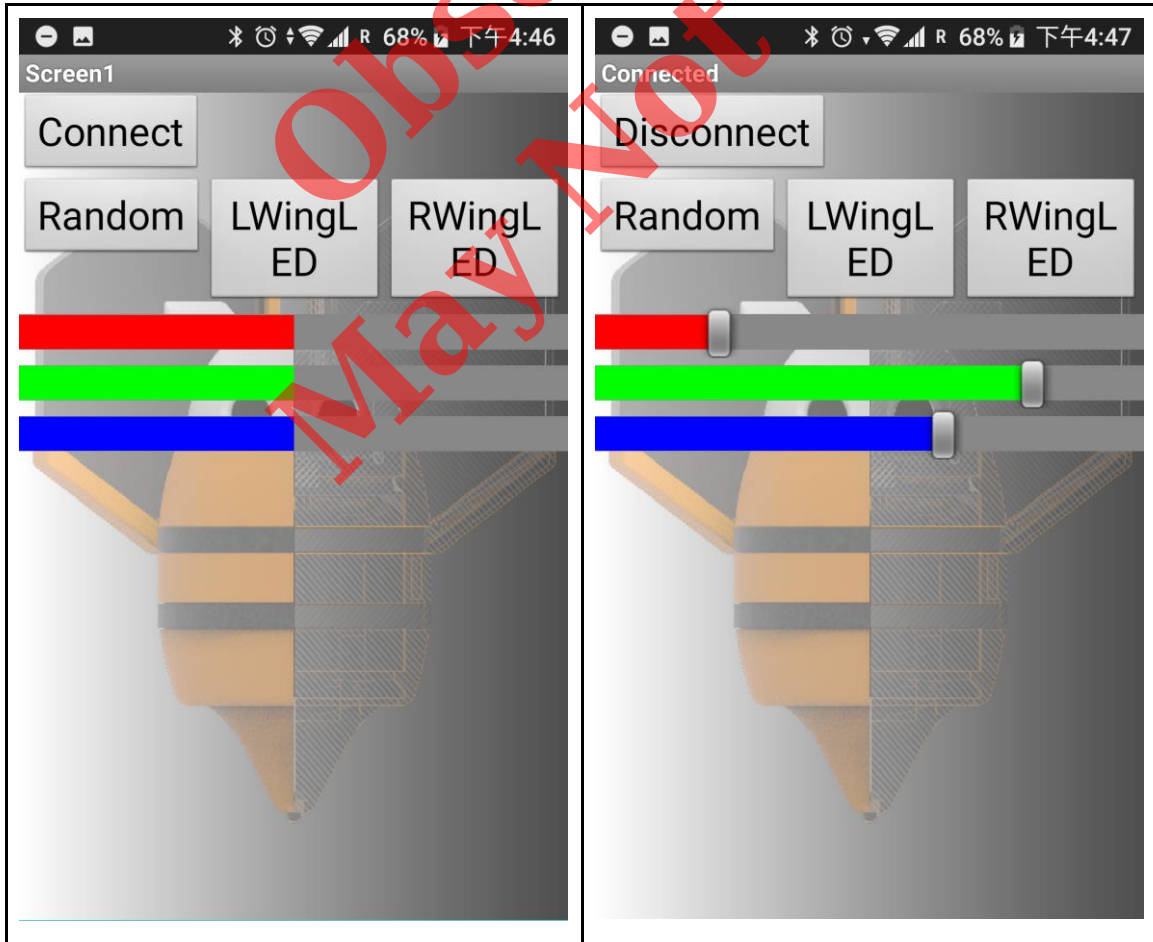 R 68% 下午4:46
Screen1
Connect
Random
LWingL
ED
RWingL
ED
R 68% 下午4:47
Connected
Disconnect
Random
LWingL
ED
RWingL
ED
Obs
May Not